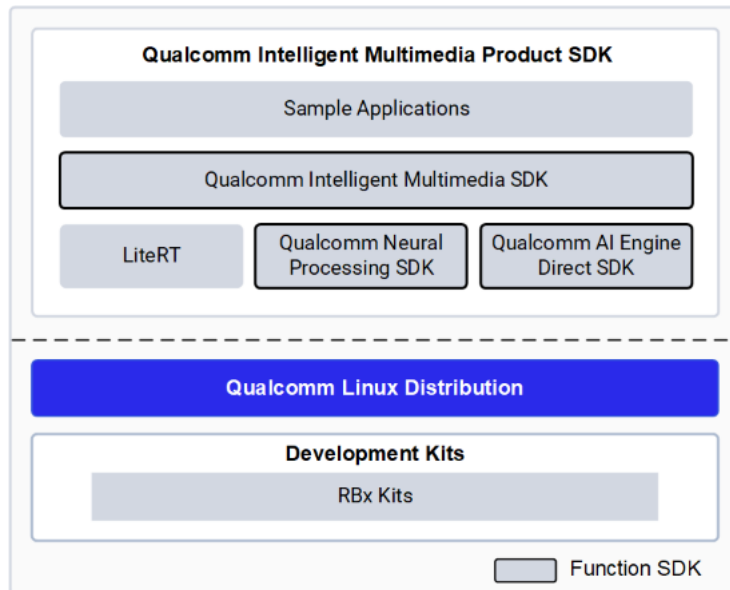 Qualcomm Intelligent Multimedia Product SDK
Sample Applications
Qualcomm Intelligent Multimedia SDK
LiteRT
Qualcomm Neural
Processing SDK
Qualcomm AI Engine
Direct SDK
Qualcomm Linux Distribution
Development Kits
RBx Kits
Function SDK